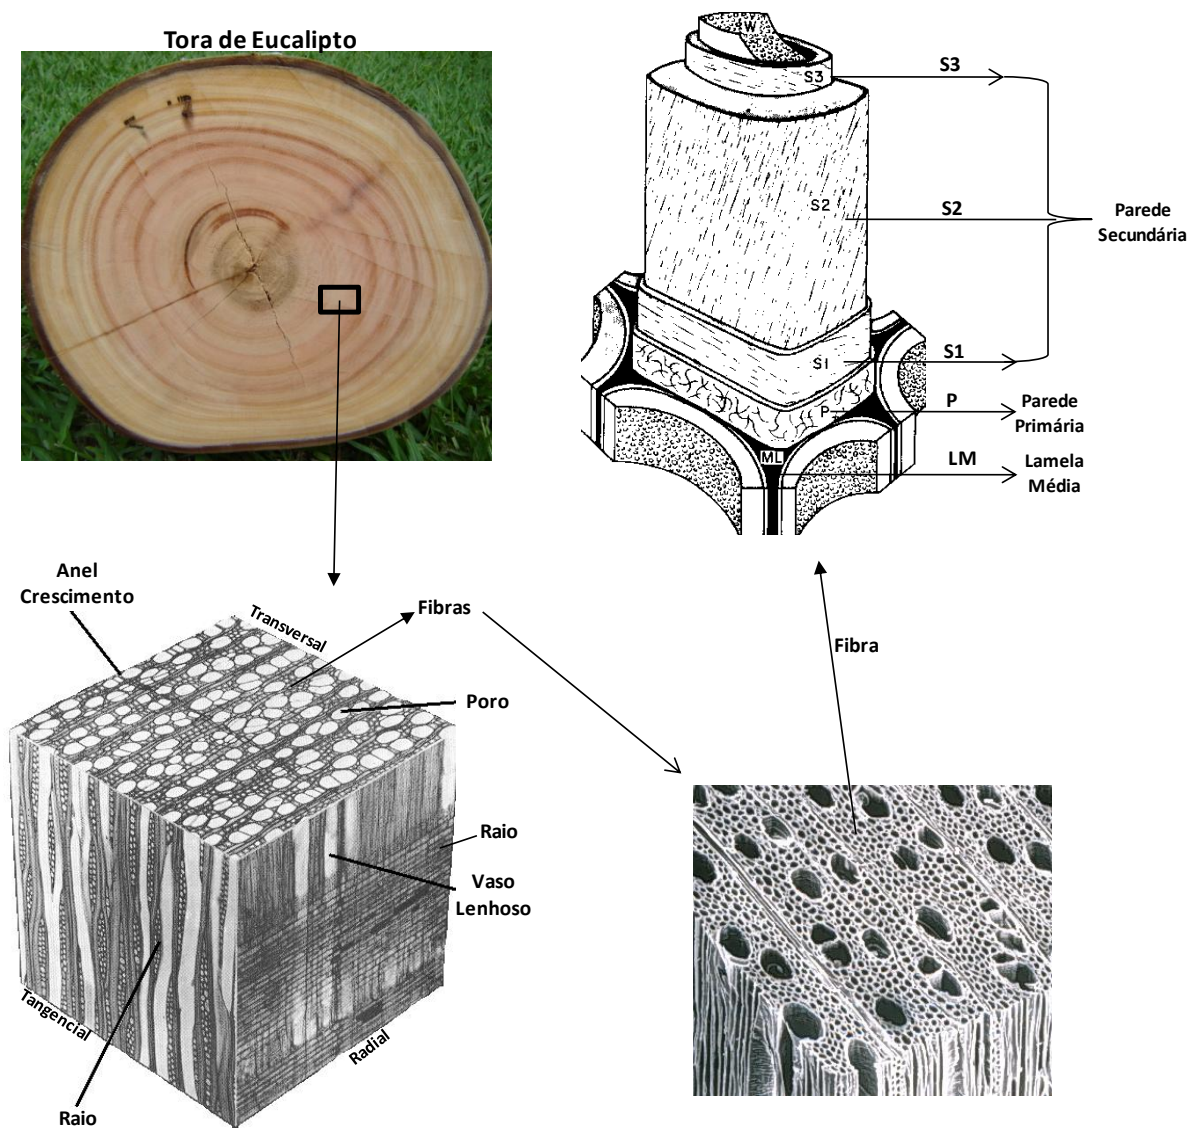 Tora de Eucalipto
W
S3
S3
S2
S2
Parede
Secundária
S1
S1
P
P
Parede
Primária
ML
LM
Lamela
Média
Anel
Crescimento
Transversal
Fibras
Poro
Fibra
Raio
Vaso
Lenhoso
Tangencial
Radial
Raio